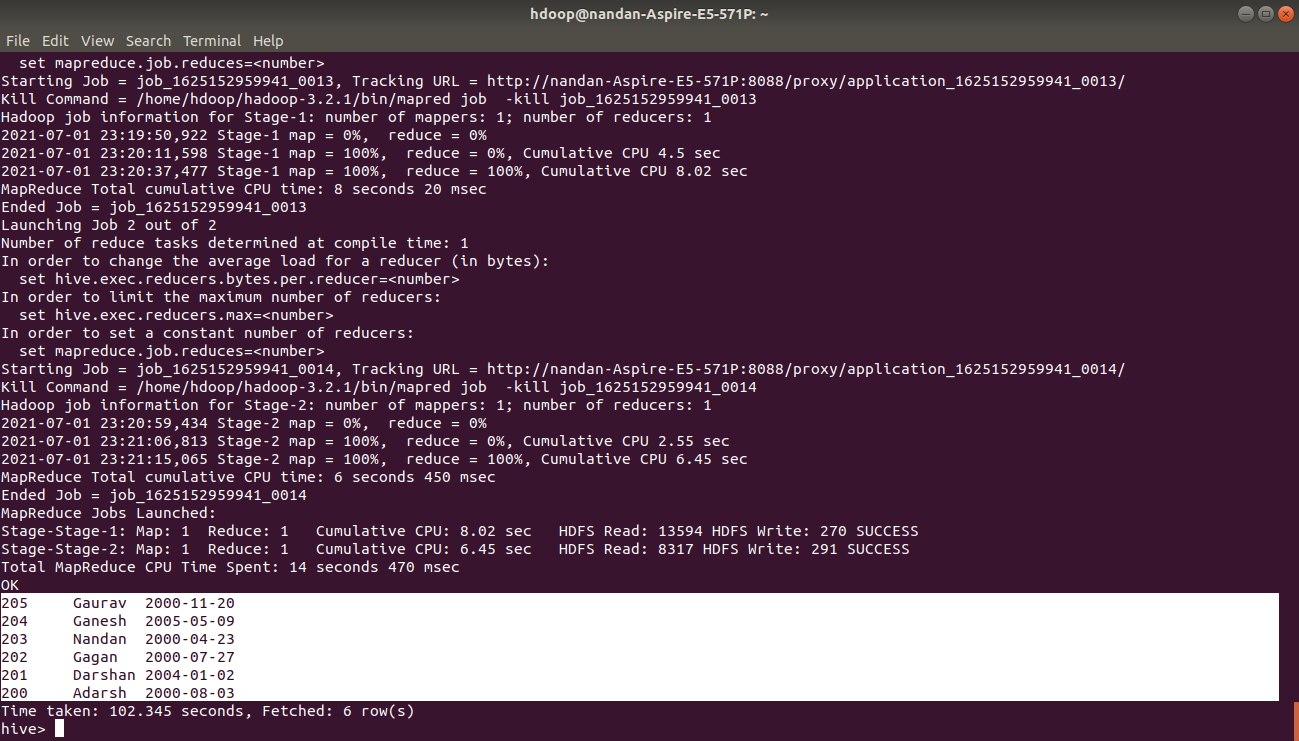 hdoop@nandan-Aspire-E5-571P: ~
File Edit View Search Terminal Help
  set mapreduce.job.reduces=<number>
Starting Job = job_1625152959941_0013, Tracking URL = http://nandan-Aspire-E5-571P:8088/proxy/application_1625152959941_0013/
Kill Command = /home/hdoop/hadoop-3.2.1/bin/mapred job  -kill job_1625152959941_0013
Hadoop job information for Stage-1: number of mappers: 1; number of reducers: 1
2021-07-01 23:19:50,922 Stage-1 map = 0%,  reduce = 0%
2021-07-01 23:20:11,598 Stage-1 map = 100%,  reduce = 0%, Cumulative CPU 4.5 sec
2021-07-01 23:20:37,477 Stage-1 map = 100%,  reduce = 100%, Cumulative CPU 8.02 sec
MapReduce Total cumulative CPU time: 8 seconds 20 msec
Ended Job = job_1625152959941_0013
Launching Job 2 out of 2
Number of reduce tasks determined at compile time: 1
In order to change the average load for a reducer (in bytes):
  set hive.exec.reducers.bytes.per.reducer=<number>
In order to limit the maximum number of reducers:
  set hive.exec.reducers.max=<number>
In order to set a constant number of reducers:
  set mapreduce.job.reduces=<number>
Starting Job = job_1625152959941_0014, Tracking URL = http://nandan-Aspire-E5-571P:8088/proxy/application_1625152959941_0014/
Kill Command = /home/hdoop/hadoop-3.2.1/bin/mapred job  -kill job_1625152959941_0014
Hadoop job information for Stage-2: number of mappers: 1; number of reducers: 1
2021-07-01 23:20:59,434 Stage-2 map = 0%,  reduce = 0%
2021-07-01 23:21:06,813 Stage-2 map = 100%,  reduce = 0%, Cumulative CPU 2.55 sec
2021-07-01 23:21:15,065 Stage-2 map = 100%,  reduce = 100%, Cumulative CPU 6.45 sec
MapReduce Total cumulative CPU time: 6 seconds 450 msec
Ended Job = job_1625152959941_0014
MapReduce Jobs Launched:
Stage-Stage-1: Map: 1  Reduce: 1   Cumulative CPU: 8.02 sec   HDFS Read: 13594 HDFS Write: 270 SUCCESS
Stage-Stage-2: Map: 1  Reduce: 1   Cumulative CPU: 6.45 sec   HDFS Read: 8317 HDFS Write: 291 SUCCESS
Total MapReduce CPU Time Spent: 14 seconds 470 msec
OK
205     Gaurav  2000-11-20
204     Ganesh  2005-05-09
203     Nandan  2000-04-23
202     Gagan   2000-07-27
201     Darshan 2004-01-02
200     Adarsh  2000-08-03
Time taken: 102.345 seconds, Fetched: 6 row(s)
hive>